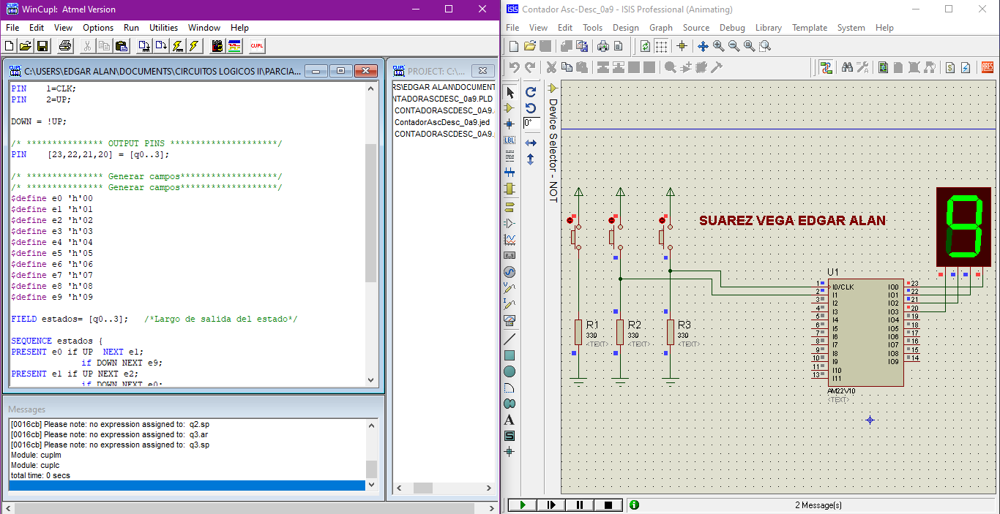 WinCupl: Atmel Version
File Edit View Options Run Utilities Window Help
CUPL
C:\USERS\EDGAR ALAN\DOCUMENTS\CIRCUITOS LOGICOS II\PARCIA...
PIN 1=CLK;
PIN 2=UP;
DOWN = !UP;
/* *************** OUTPUT PINS *********************/
PIN [23,22,21,20] = [q0..3];
/* *************** Generar campos*******************/
/* *************** Generar campos*******************/
$define e0 'h'00
$define e1 'h'01
$define e2 'h'02
$define e3 'h'03
$define e4 'h'04
$define e5 'h'05
$define e6 'h'06
$define e7 'h'07
$define e8 'h'08
$define e9 'h'09
FIELD estados= [q0..3]; /*Largo de salida del estado*/
SEQUENCE estados {
PRESENT e0 if UP NEXT e1;
if DOWN NEXT e9;
PRESENT e1 if UP NEXT e2;
if DOWN NEXT e0;
PROJECT: C:\...
RS\EDGAR ALAN\DOCUMENT
NTADORASCDESC_0a9.PLD
CONTADORASCDESC_0A9.
ContadorAscDesc_0a9.jed
CONTADORASCDESC_0A9.
Messages
[0016cb] Please note: no expression assigned to: q2.sp
[0016cb] Please note: no expression assigned to: q3.ar
[0016cb] Please note: no expression assigned to: q3.sp
Module: cuplm
Module: cuplc
total time: 0 secs
ISIS Contador Asc-Desc_0a9 - ISIS Professional (Animating)
File View Edit Tools Design Graph Source Debug Library Template System Help
ARES
0°
LBL
Device Selector - NOT
SUAREZ VEGA EDGAR ALAN
9
U1
R1
330
<TEXT>
R2
330
<TEXT>
R3
330
<TEXT>
1 I0/CLK IO0 23
2 I1 IO1 22
3 I2 IO2 21
4 I3 IO3 20
5 I4 IO4 19
6 I5 IO5 18
7 I6 IO6 17
8 I7 IO7 16
9 I8 IO8 15
10 I9 IO9 14
11 I10
13 I11
AM22V10
<TEXT>
2 Message(s)